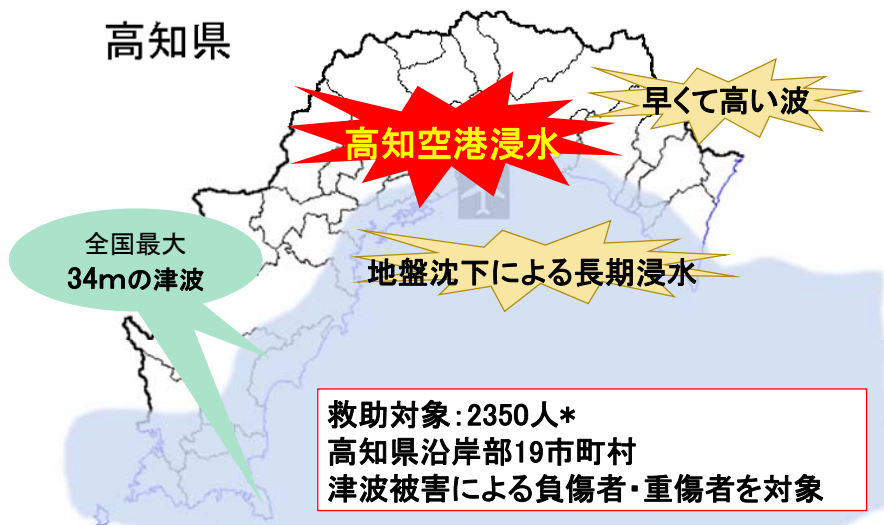 高知県
早くて高い波
高知空港浸水
全国最大
34mの津波
地盤沈下による長期浸水
救助対象:2350人*
高知県沿岸部19市町村
津波被害による負傷者・重傷者を対象